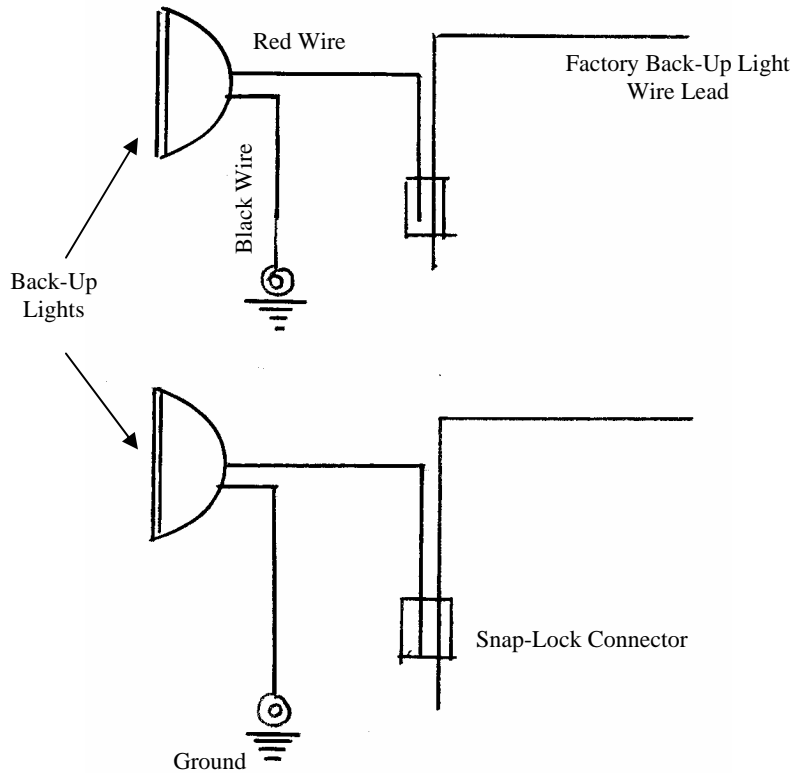 Red Wire
Factory Back-Up Light
Wire Lead
Black Wire
Back-Up
Lights
Snap-Lock Connector
Ground